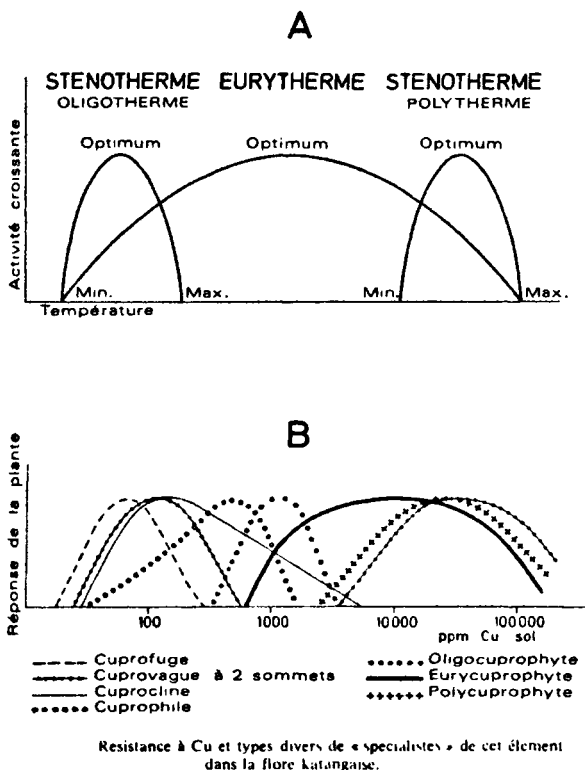 A
STENOTHERME EURYTHERME STENOTHERME
OLIGOTHERME POLYTHERME
Optimum Optimum Optimum
Activité croissante
Min. Max. Min. Max.
Température
B
Réponse de la plante
100 1000 10000 100000
ppm Cu sol
Cuprofuge
Cuprovague à 2 sommets
Cuprocline
Cuprophile
Oligocuprophyte
Eurycuprophyte
Polycuprophyte
Resistance à Cu et types divers de « specialistes » de cet élement
dans la flore katangaise.